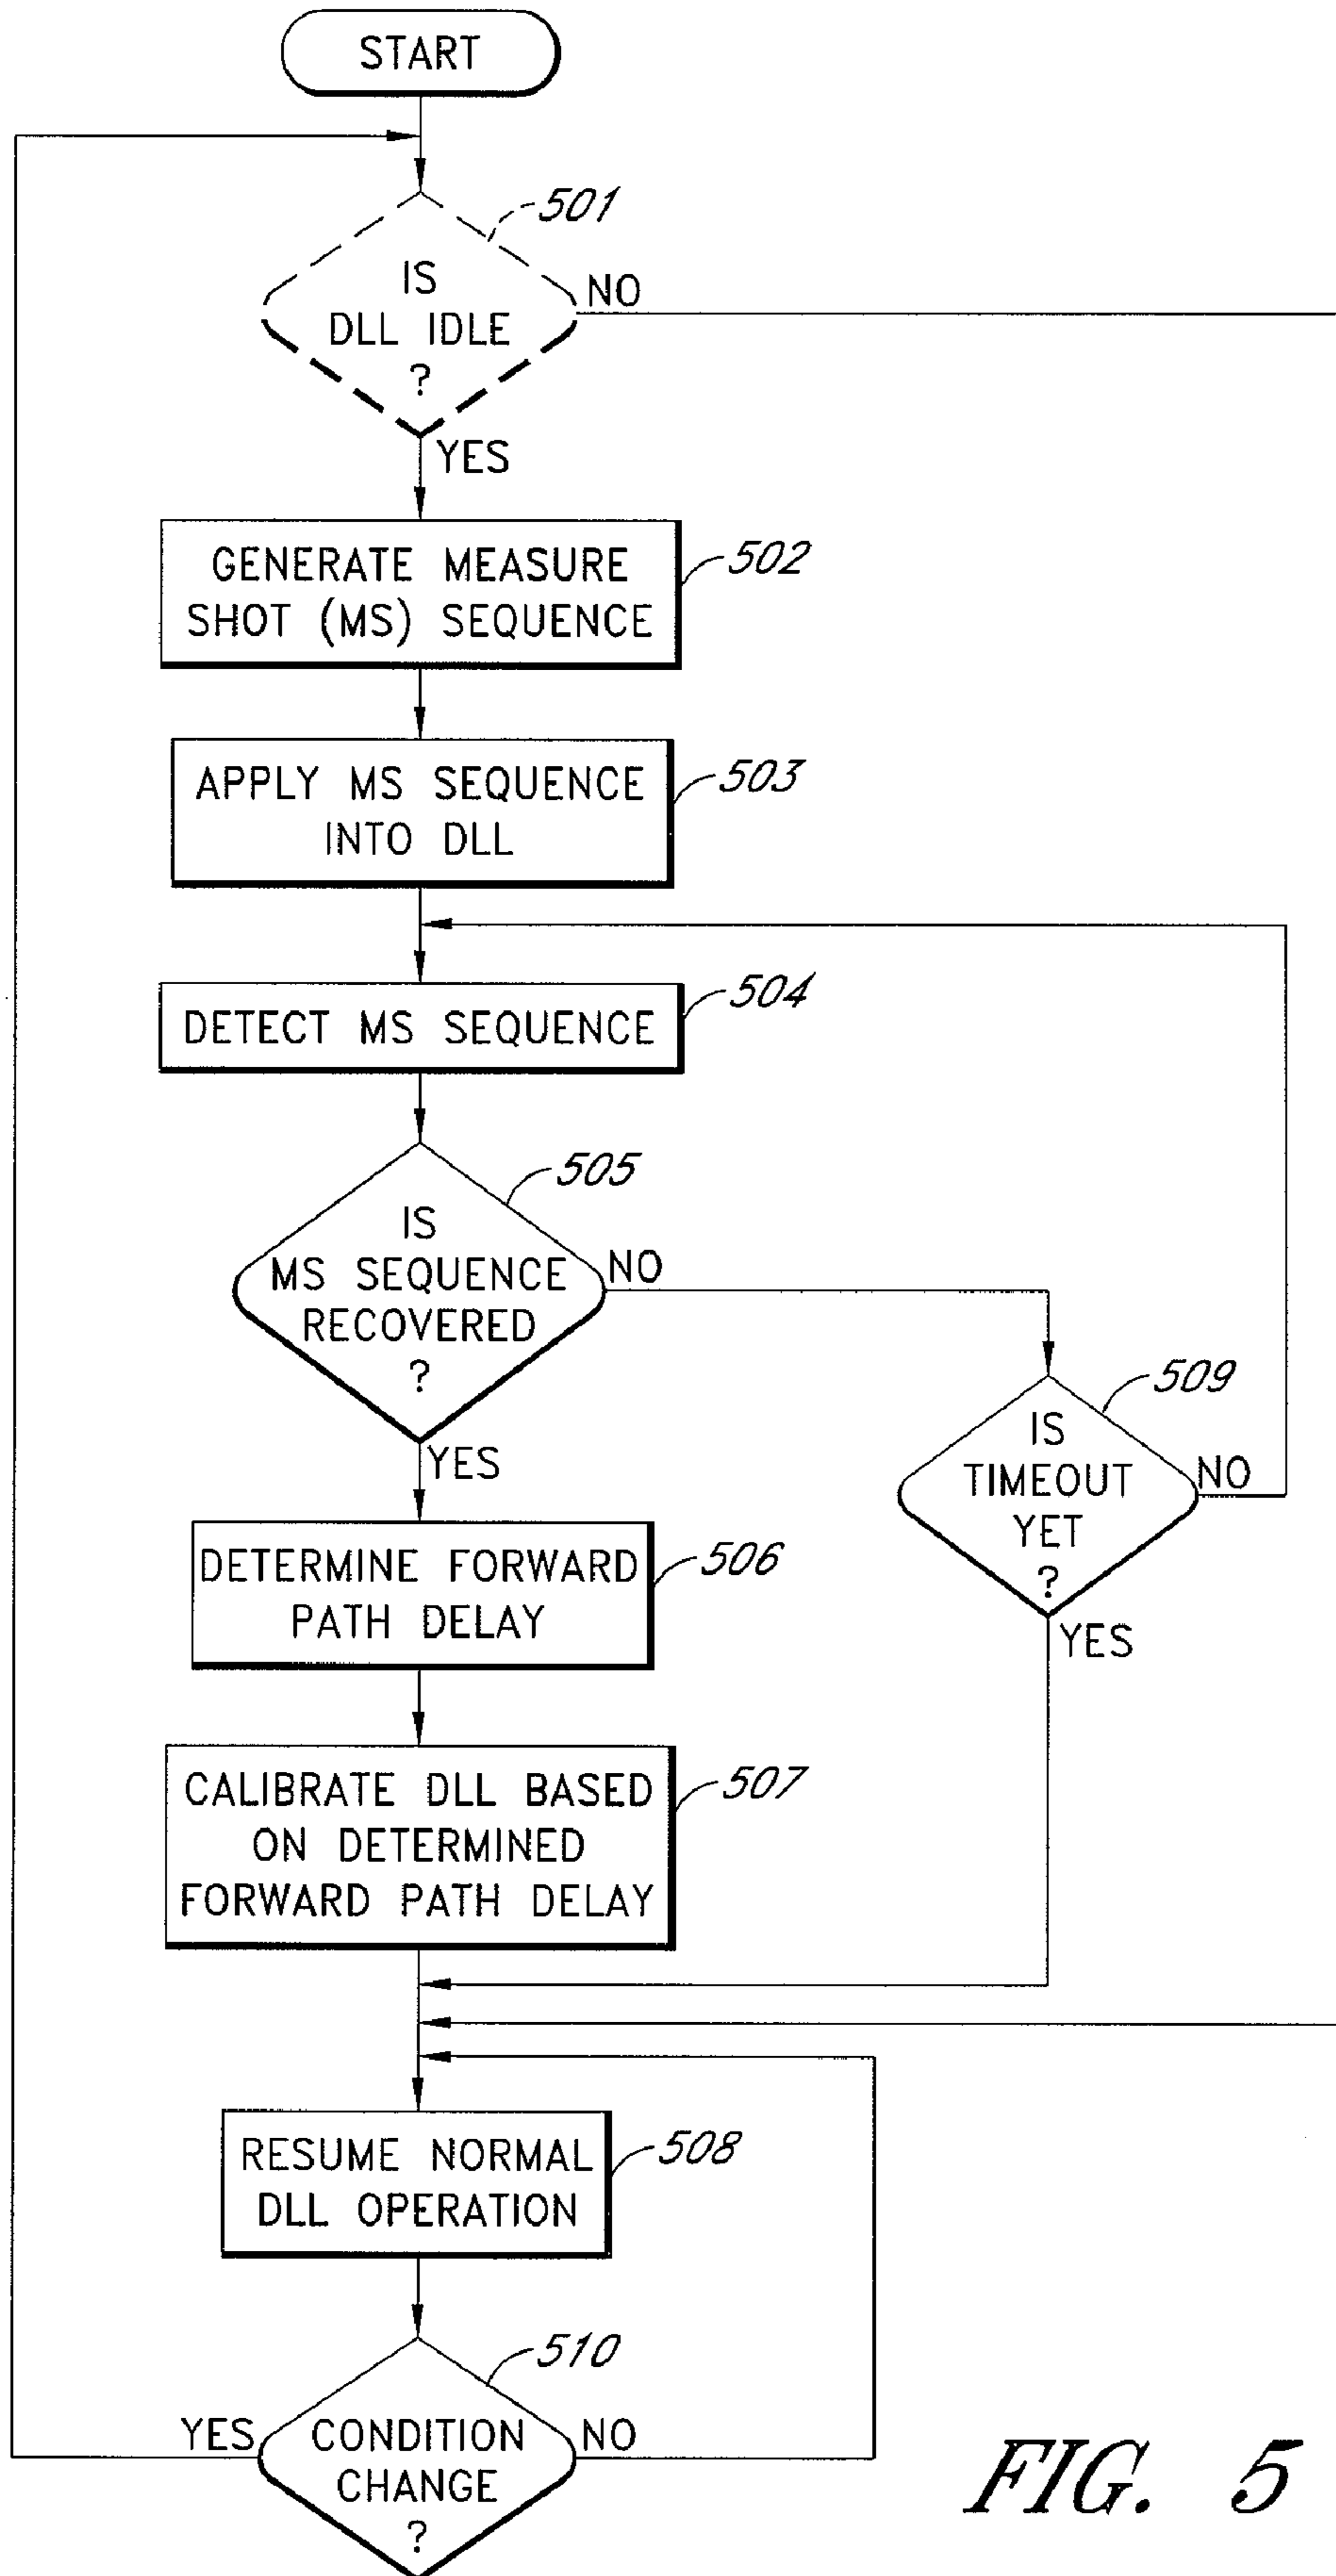 START
501
IS
DLL IDLE
?
NO
YES
GENERATE MEASURE
SHOT (MS) SEQUENCE
502
APPLY MS SEQUENCE
INTO DLL
503
DETECT MS SEQUENCE
504
505
IS
MS SEQUENCE
RECOVERED
?
NO
YES
509
IS
TIMEOUT
YET
?
NO
YES
DETERMINE FORWARD
PATH DELAY
506
CALIBRATE DLL BASED
ON DETERMINED
FORWARD PATH DELAY
507
RESUME NORMAL
DLL OPERATION
508
510
YES
CONDITION
CHANGE
?
NO
FIG. 5